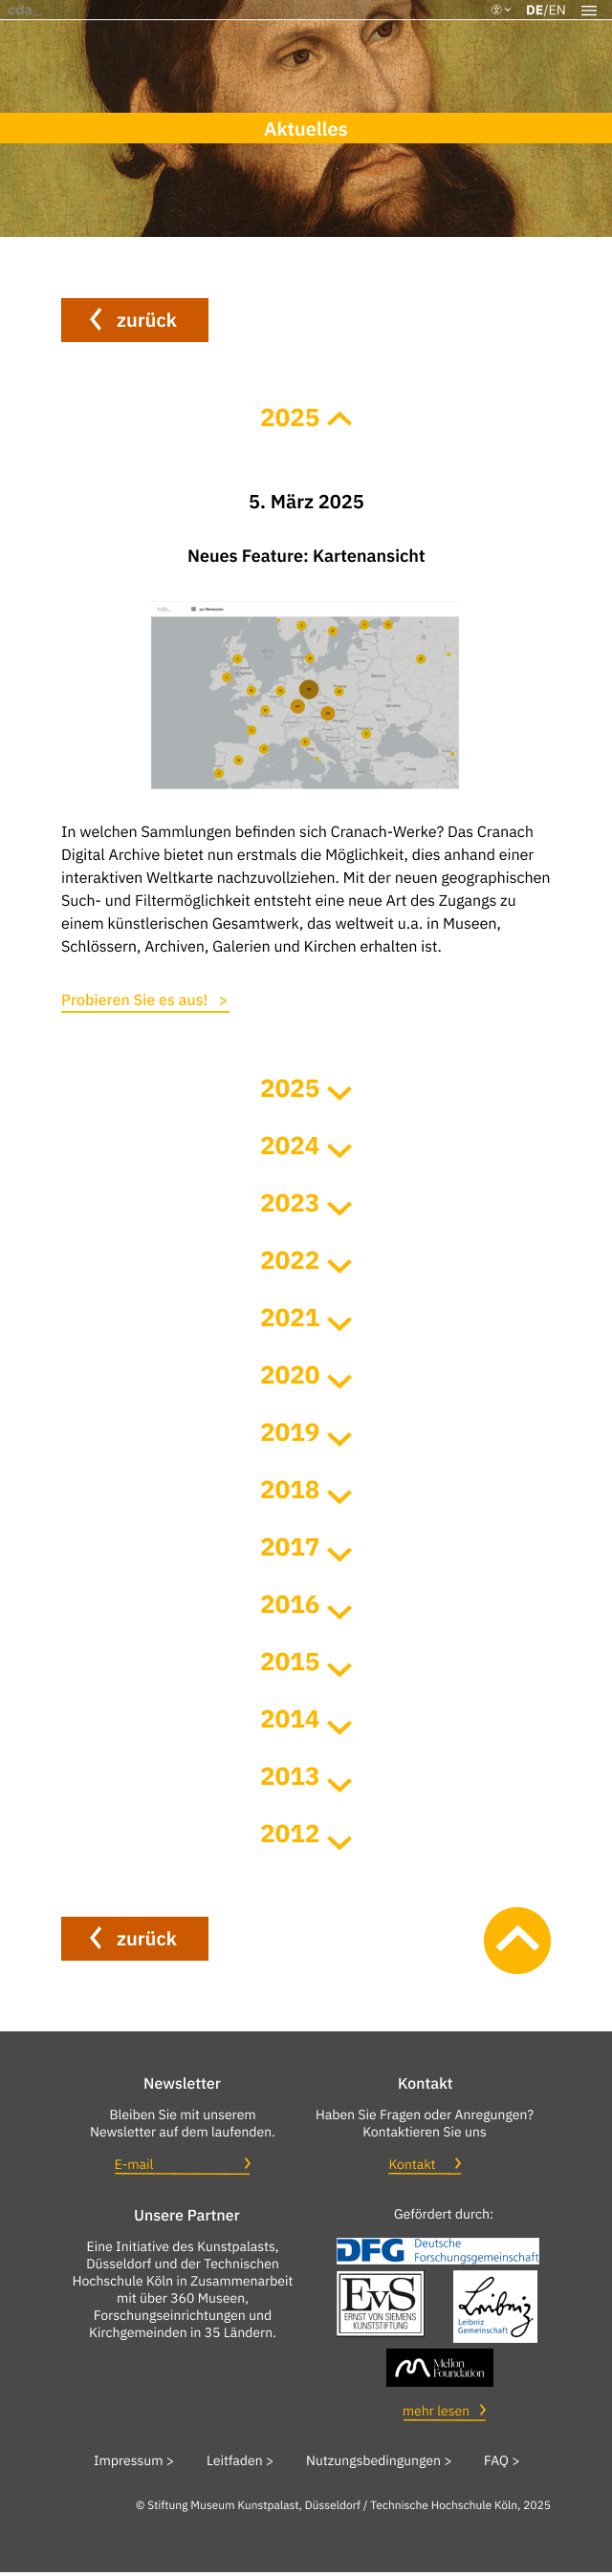 cda_
DE/EN
Aktuelles
zurück
2025
5. März 2025
Neues Feature: Kartenansicht
cda_
zur Werksuche
In welchen Sammlungen befinden sich Cranach-Werke? Das Cranach
Digital Archive bietet nun erstmals die Möglichkeit, dies anhand einer
interaktiven Weltkarte nachzuvollziehen. Mit der neuen geographischen
Such- und Filtermöglichkeit entsteht eine neue Art des Zugangs zu
einem künstlerischen Gesamtwerk, das weltweit u.a. in Museen,
Schlössern, Archiven, Galerien und Kirchen erhalten ist.
Probieren Sie es aus! >
2025
2024
2023
2022
2021
2020
2019
2018
2017
2016
2015
2014
2013
2012
zurück
Newsletter
Bleiben Sie mit unserem
Newsletter auf dem laufenden.
E-mail
Kontakt
Haben Sie Fragen oder Anregungen?
Kontaktieren Sie uns
Kontakt
Unsere Partner
Eine Initiative des Kunstpalasts,
Düsseldorf und der Technischen
Hochschule Köln in Zusammenarbeit
mit über 360 Museen,
Forschungseinrichtungen und
Kirchgemeinden in 35 Ländern.
Gefördert durch:
DFG Deutsche
Forschungsgemeinschaft
EvS
ERNST VON SIEMENS
KUNSTSTIFTUNG
Leibniz
Leibniz
Gemeinschaft
Mellon
Foundation
mehr lesen
Impressum > Leitfaden > Nutzungsbedingungen > FAQ >
© Stiftung Museum Kunstpalast, Düsseldorf / Technische Hochschule Köln, 2025